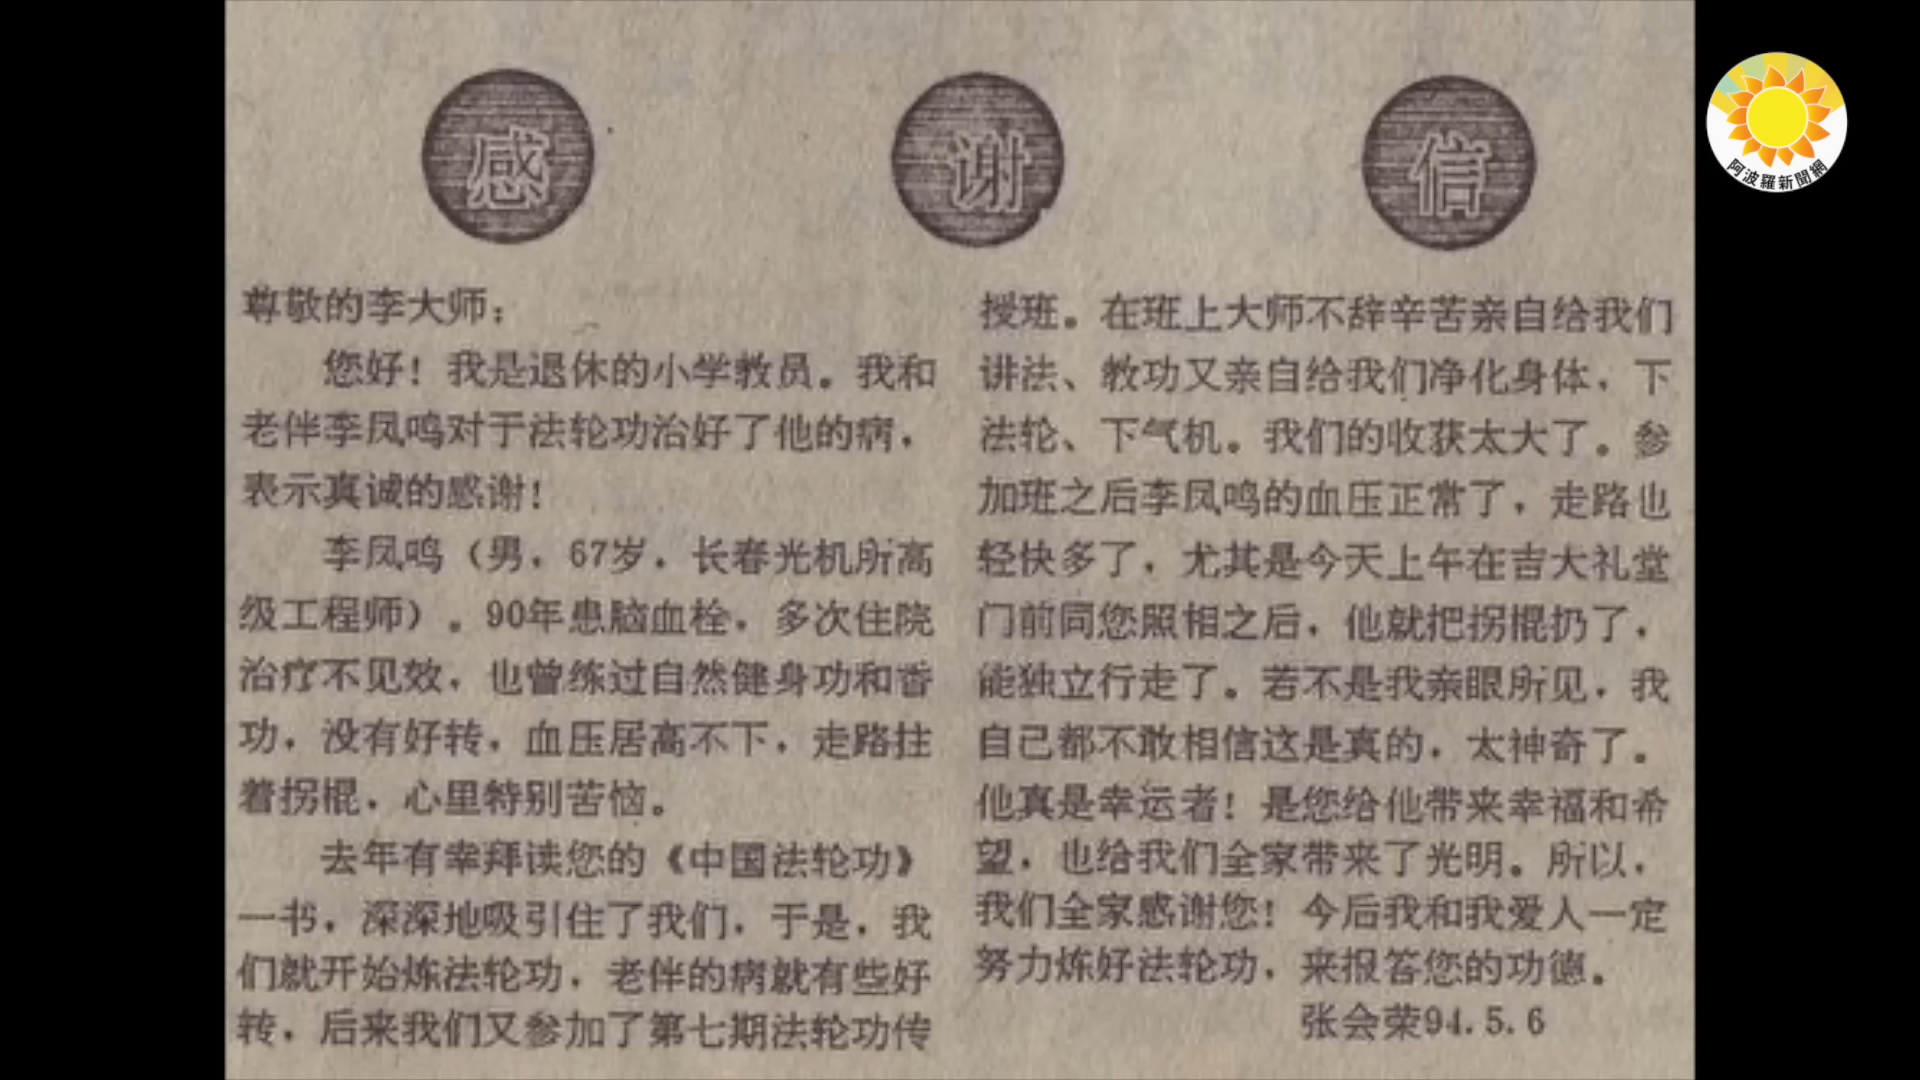 感谢信
尊敬的李大师：
您好！我是退休的小学教员。我和
老伴李凤鸣对于法轮功治好了他的病，
表示真诚的感谢！
李凤鸣（男，67岁，长春光机所高
级工程师）。90年患脑血栓，多次住院
治疗不见效，也曾练过自然健身功和香
功，没有好转，血压居高不下，走路拄
着拐棍，心里特别苦恼。
去年有幸拜读您的《中国法轮功》
一书，深深地吸引住了我们，于是，我
们就开始炼法轮功，老伴的病就有些好
转，后来我们又参加了第七期法轮功传
授班。在班上大师不辞辛苦亲自给我们
讲法、教功又亲自给我们净化身体，下
法轮、下气机。我们的收获太大了。参
加班之后李凤鸣的血压正常了，走路也
轻快多了，尤其是今天上午在吉大礼堂
门前同您照相之后，他就把拐棍扔了，
能独立行走了。若不是我亲眼所见，我
自己都不敢相信这是真的，太神奇了。
他真是幸运者！是您给他带来幸福和希
望，也给我们全家带来了光明。所以，
我们全家感谢您！今后我和我爱人一定
努力炼好法轮功，来报答您的功德。
张会荣94.5.6
阿波羅新聞網